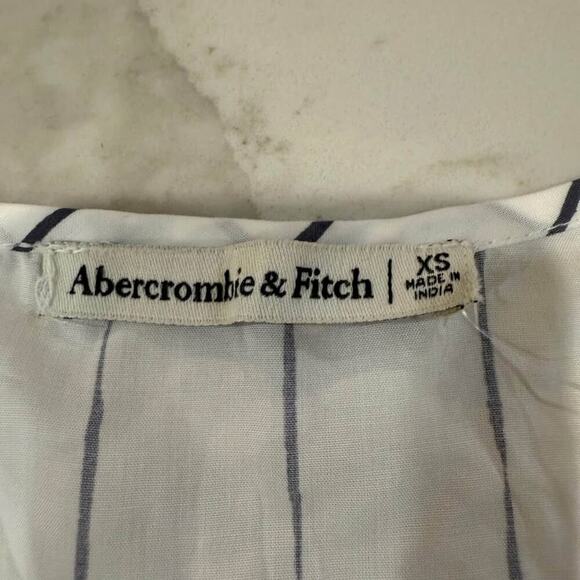 Abercrombie & Fitch | XS
MADE IN
INDIA